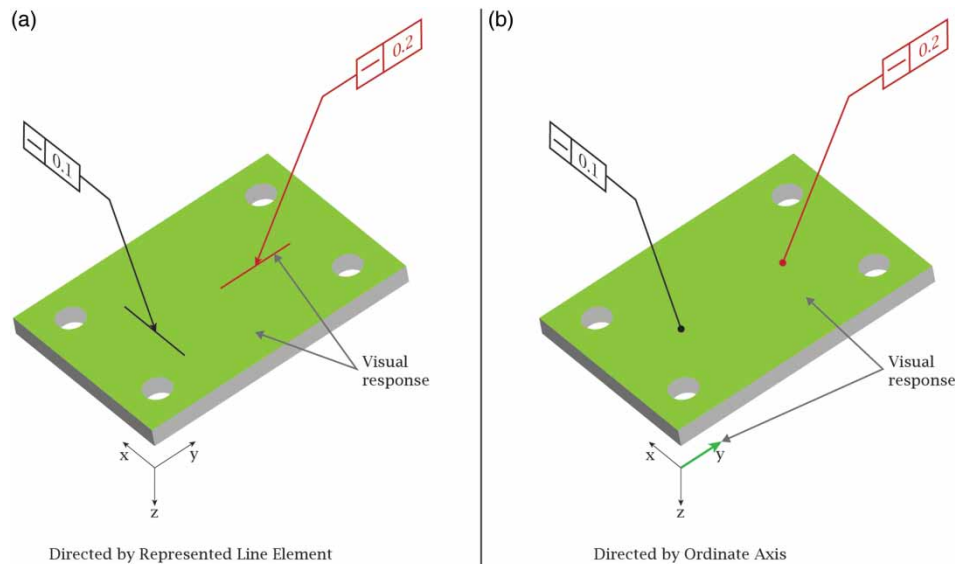 (a)
0.2
0.1
Visual
response
x
y
z
Directed by Represented Line Element
(b)
0.2
0.1
Visual
response
x
y
z
Directed by Ordinate Axis